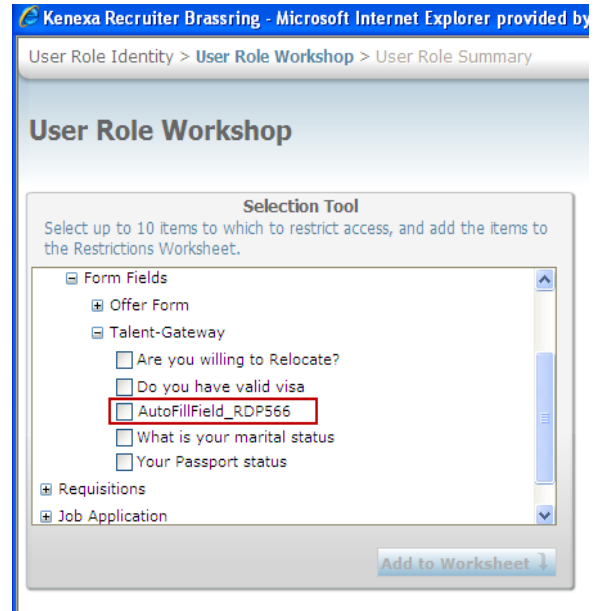 Kenexa Recruiter Brassring - Microsoft Internet Explorer provided by
User Role Identity > User Role Workshop > User Role Summary
User Role Workshop
Selection Tool
Select up to 10 items to which to restrict access, and add the items to
the Restrictions Worksheet.
Form Fields
Offer Form
Talent-Gateway
Are you willing to Relocate?
Do you have valid visa
AutoFillField_RDP566
What is your marital status
Your Passport status
Requisitions
Job Application
Add to Worksheet